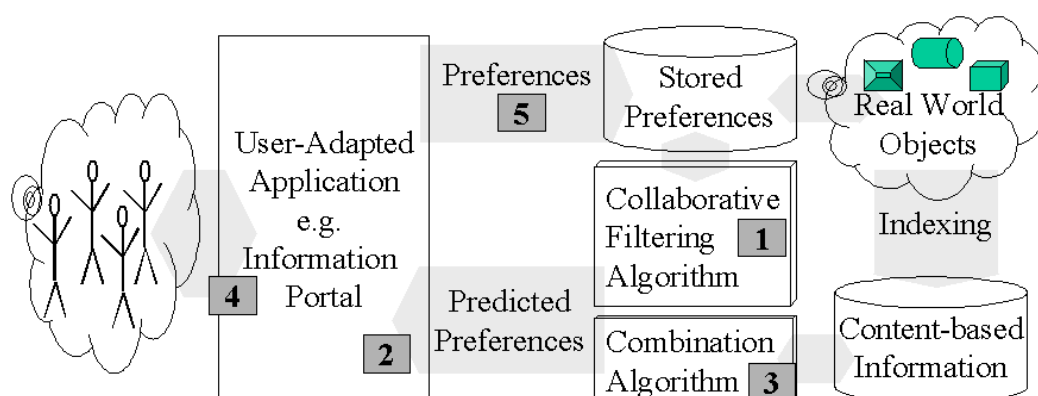 User-Adapted
Application
e.g.
Information
Portal
4
2
Preferences
5
Predicted
Preferences
Stored
Preferences
Collaborative
Filtering
Algorithm
1
Combination
Algorithm
3
Real World
Objects
Indexing
Content-based
Information